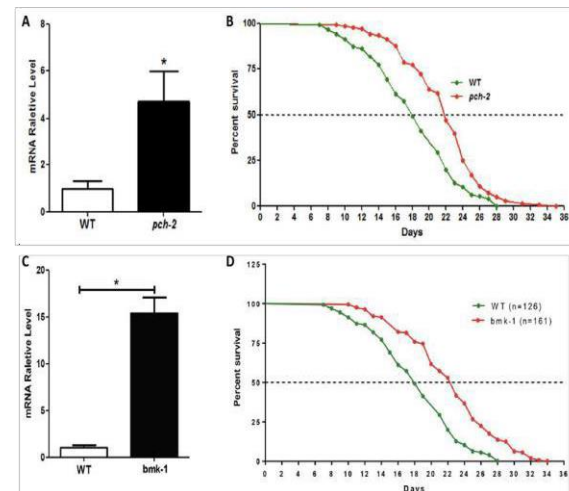 A
mRNA Raletive Level
8
6
4
2
0
*
WT
pch-2
B
Percent survival
100
75
50
25
0
WT
pch-2
0 2 4 6 8 10 12 14 16 18 20 22 24 26 28 30 32 34 36
Days
C
mRNA Raletive Level
20
15
10
5
0
*
WT
bmk-1
D
Percent survival
125
100
75
50
25
0
WT (n=126)
bmk-1 (n=161)
0 2 4 6 8 10 12 14 16 18 20 22 24 26 28 30 32 34 36
Days